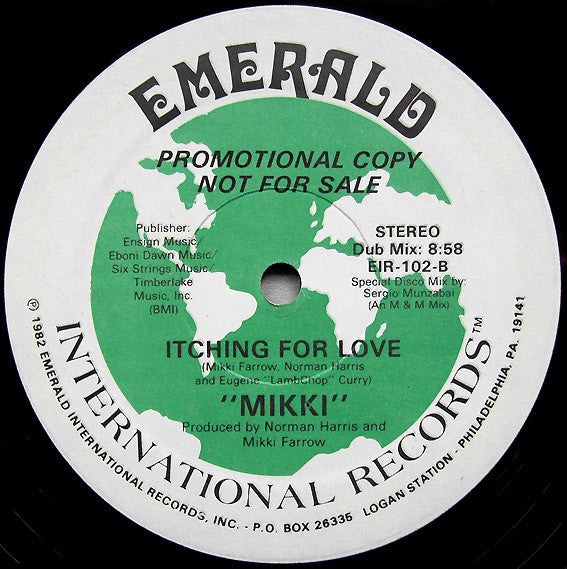 EMERALD
PROMOTIONAL COPY
NOT FOR SALE
Publisher:
Ensign Music/
Eboni Dawn Music/
Six Strings Music/
Timberlake
Music, Inc.
(BMI)
STEREO
Dub Mix: 8:58
EIR-102-B
Special Disco Mix by:
Sergio Munzabai
(An M & M Mix)
ITCHING FOR LOVE
(Mikki Farrow, Norman Harris
and Eugene "LambChop" Curry)
"MIKKI"
Produced by Norman Harris and
Mikki Farrow
INTERNATIONAL RECORDS™
℗ 1982 EMERALD INTERNATIONAL RECORDS, INC. - P.O. BOX 26335 LOGAN STATION - PHILADELPHIA, PA. 19141